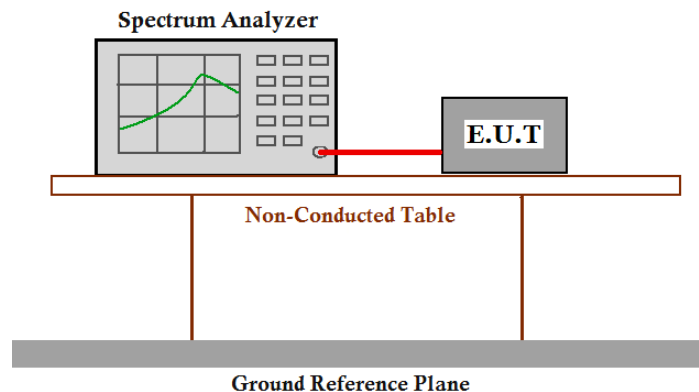 Spectrum Analyzer
E.U.T
Non-Conducted Table
Ground Reference Plane